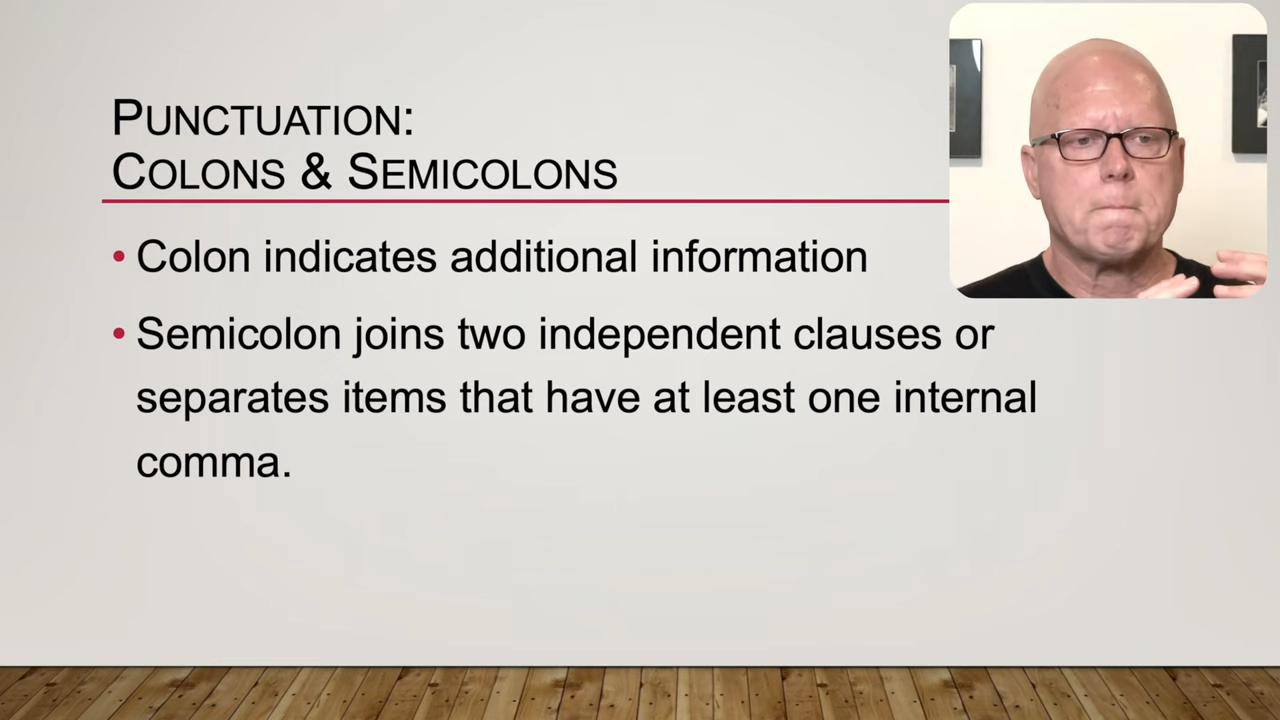 PUNCTUATION:
COLONS & SEMICOLONS
• Colon indicates additional information
• Semicolon joins two independent clauses or
separates items that have at least one internal
comma.